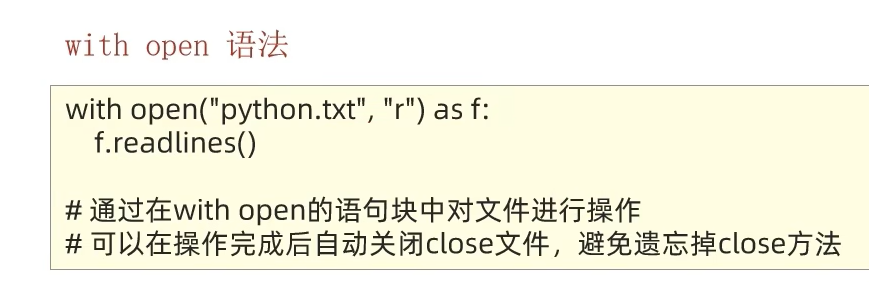 with open 语法
with open("python.txt", "r") as f:
    f.readlines()
# 通过在with open的语句块中对文件进行操作
# 可以在操作完成后自动关闭close文件，避免遗忘掉close方法